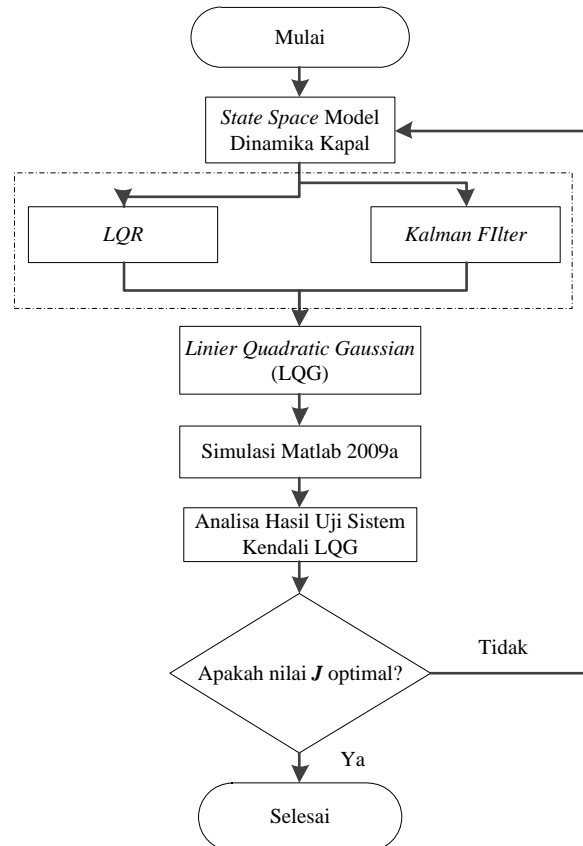 Mulai
State Space Model
Dinamika Kapal
LQR
Kalman FIlter
Linier Quadratic Gaussian
(LQG)
Simulasi Matlab 2009a
Analisa Hasil Uji Sistem
Kendali LQG
Apakah nilai J optimal?
Tidak
Ya
Selesai